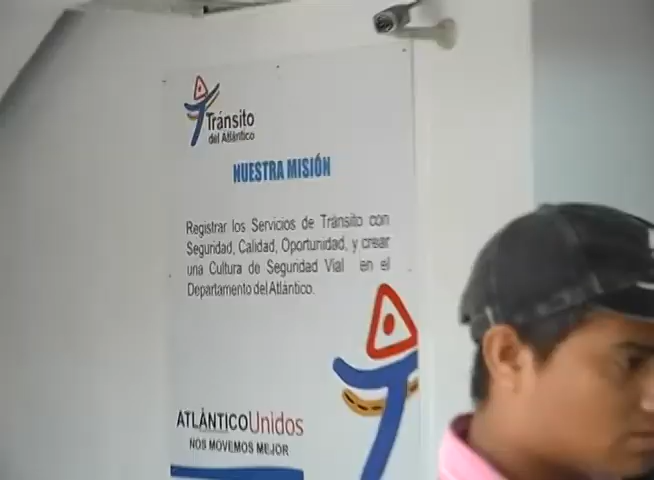 Tránsito
del Atlántico
NUESTRA MISIÓN
Registrar los Servicios de Tránsito con
Seguridad, Calidad, Oportunidad, y crear
una Cultura de Seguridad Vial en el
Departamento del Atlántico.
ATLÁNTICOUnidos
NOS MOVEMOS MEJOR